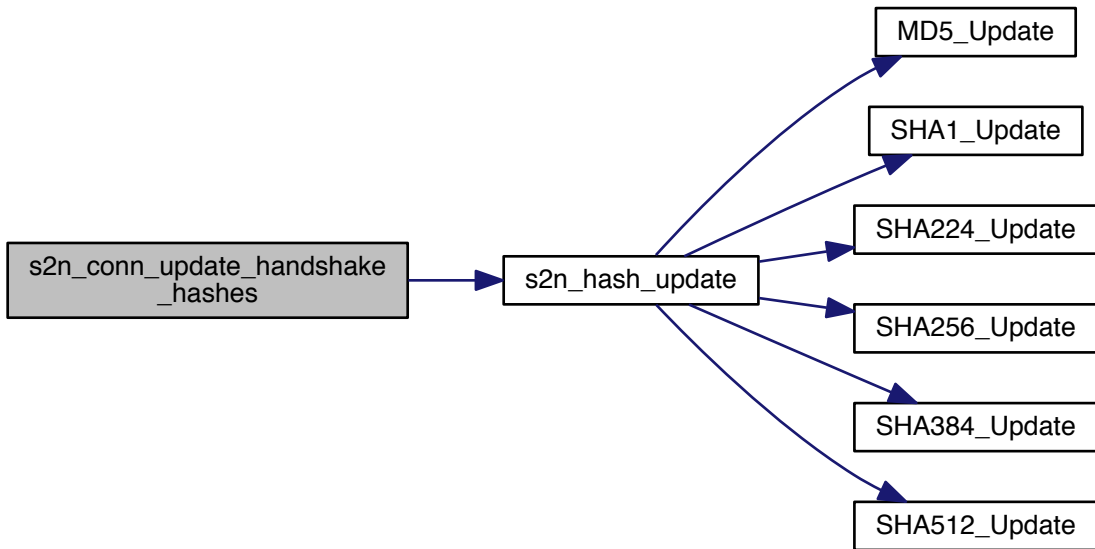 s2n_conn_update_handshake
_hashes
s2n_hash_update
MD5_Update
SHA1_Update
SHA224_Update
SHA256_Update
SHA384_Update
SHA512_Update